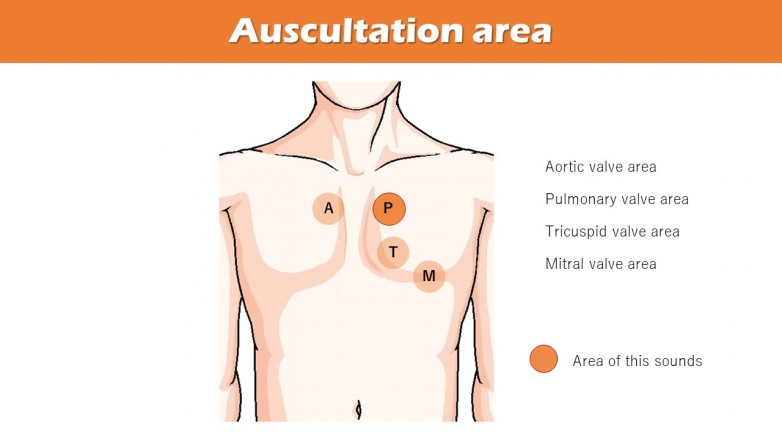 Auscultation area
A
P
T
M
Aortic valve area
Pulmonary valve area
Tricuspid valve area
Mitral valve area
Area of this sounds